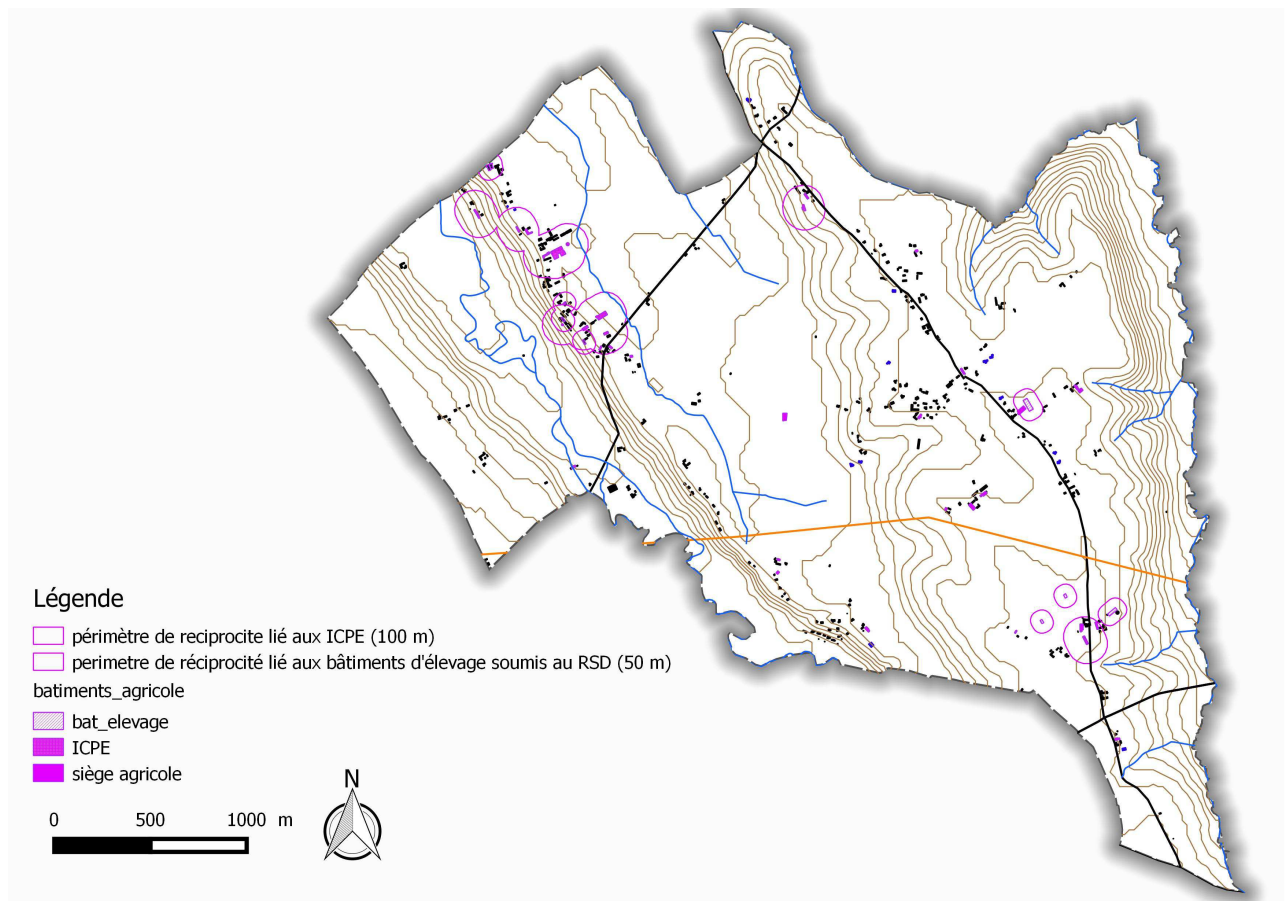 Légende
périmètre de reciprocite lié aux ICPE (100 m)
perimetre de réciprocité lié aux bâtiments d'élevage soumis au RSD (50 m)
batiments_agricole
bat_elevage
ICPE
siège agricole
N
0 500 1000 m